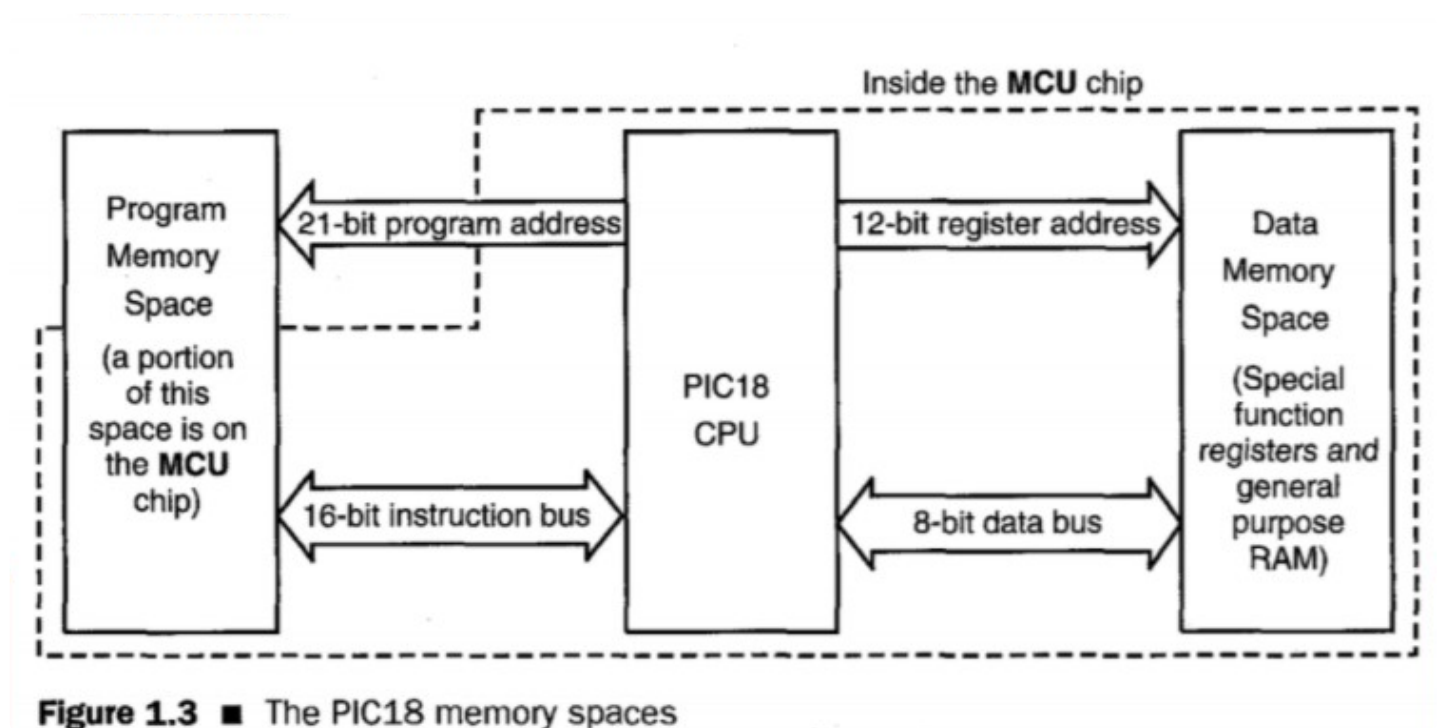 Inside the MCU chip
Program
Memory
Space
(a portion
of this
space is on
the MCU
chip)
21-bit program address
16-bit instruction bus
PIC18
CPU
12-bit register address
8-bit data bus
Data
Memory
Space
(Special
function
registers and
general
purpose
RAM)
Figure 1.3 ■ The PIC18 memory spaces